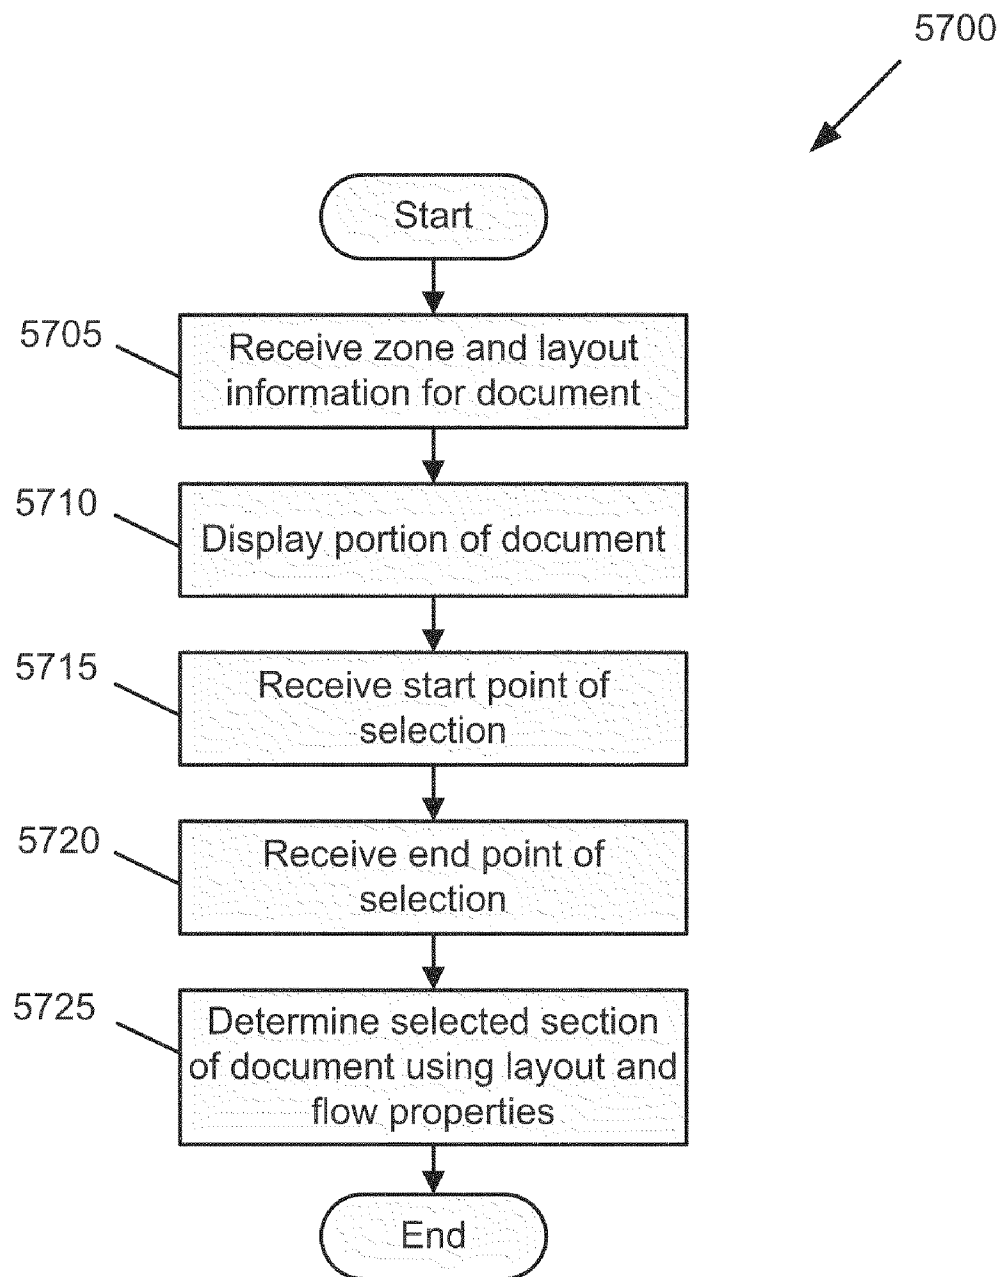 5700
Start
5705
Receive zone and layout
information for document
5710
Display portion of document
5715
Receive start point of
selection
5720
Receive end point of
selection
5725
Determine selected section
of document using layout and
flow properties
End